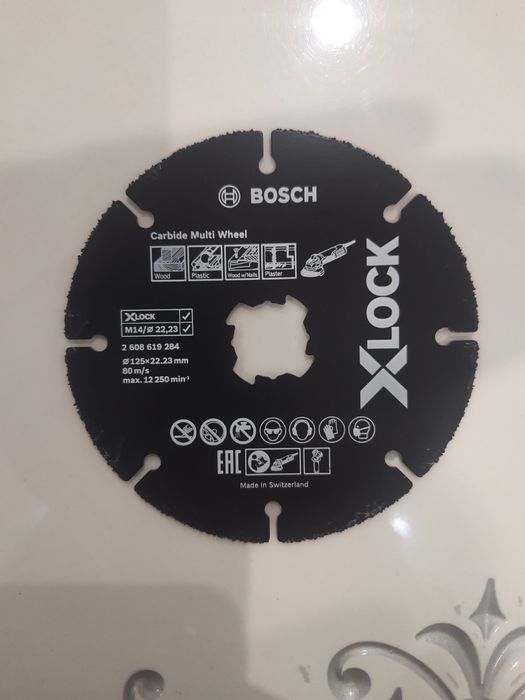 BOSCH
Carbide Multi Wheel
Wood Plastic Wood w/Nails Plaster
XLOCK
M14/Ø 22,23
2 608 619 284
Ø125×22.23 mm
80 m/s
max. 12 250 min⁻¹
XLOCK
EAC
Made in Switzerland